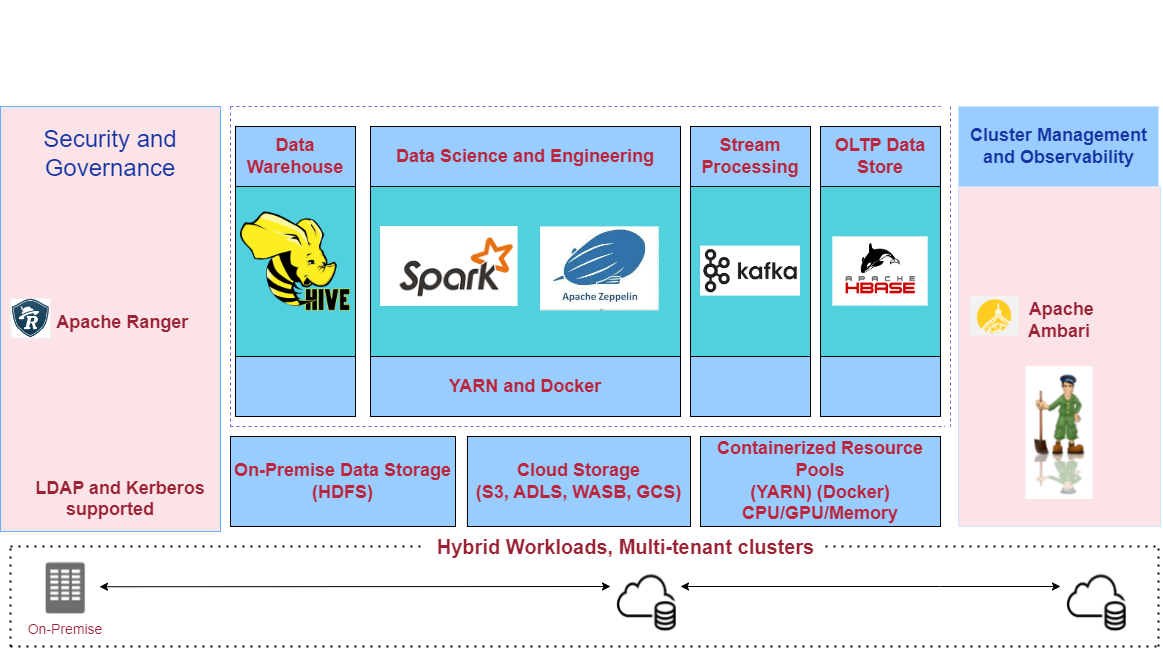 Security and
Governance
Apache Ranger
LDAP and Kerberos
supported
Data
Warehouse
HIVE
Data Science and Engineering
Spark
Apache Zeppelin
YARN and Docker
Stream
Processing
kafka
OLTP Data
Store
APACHE
HBASE
Cluster Management
and Observability
Apache
Ambari
On-Premise Data Storage
(HDFS)
Cloud Storage
(S3, ADLS, WASB, GCS)
Containerized Resource
Pools
(YARN) (Docker)
CPU/GPU/Memory
Hybrid Workloads, Multi-tenant clusters
On-Premise
R